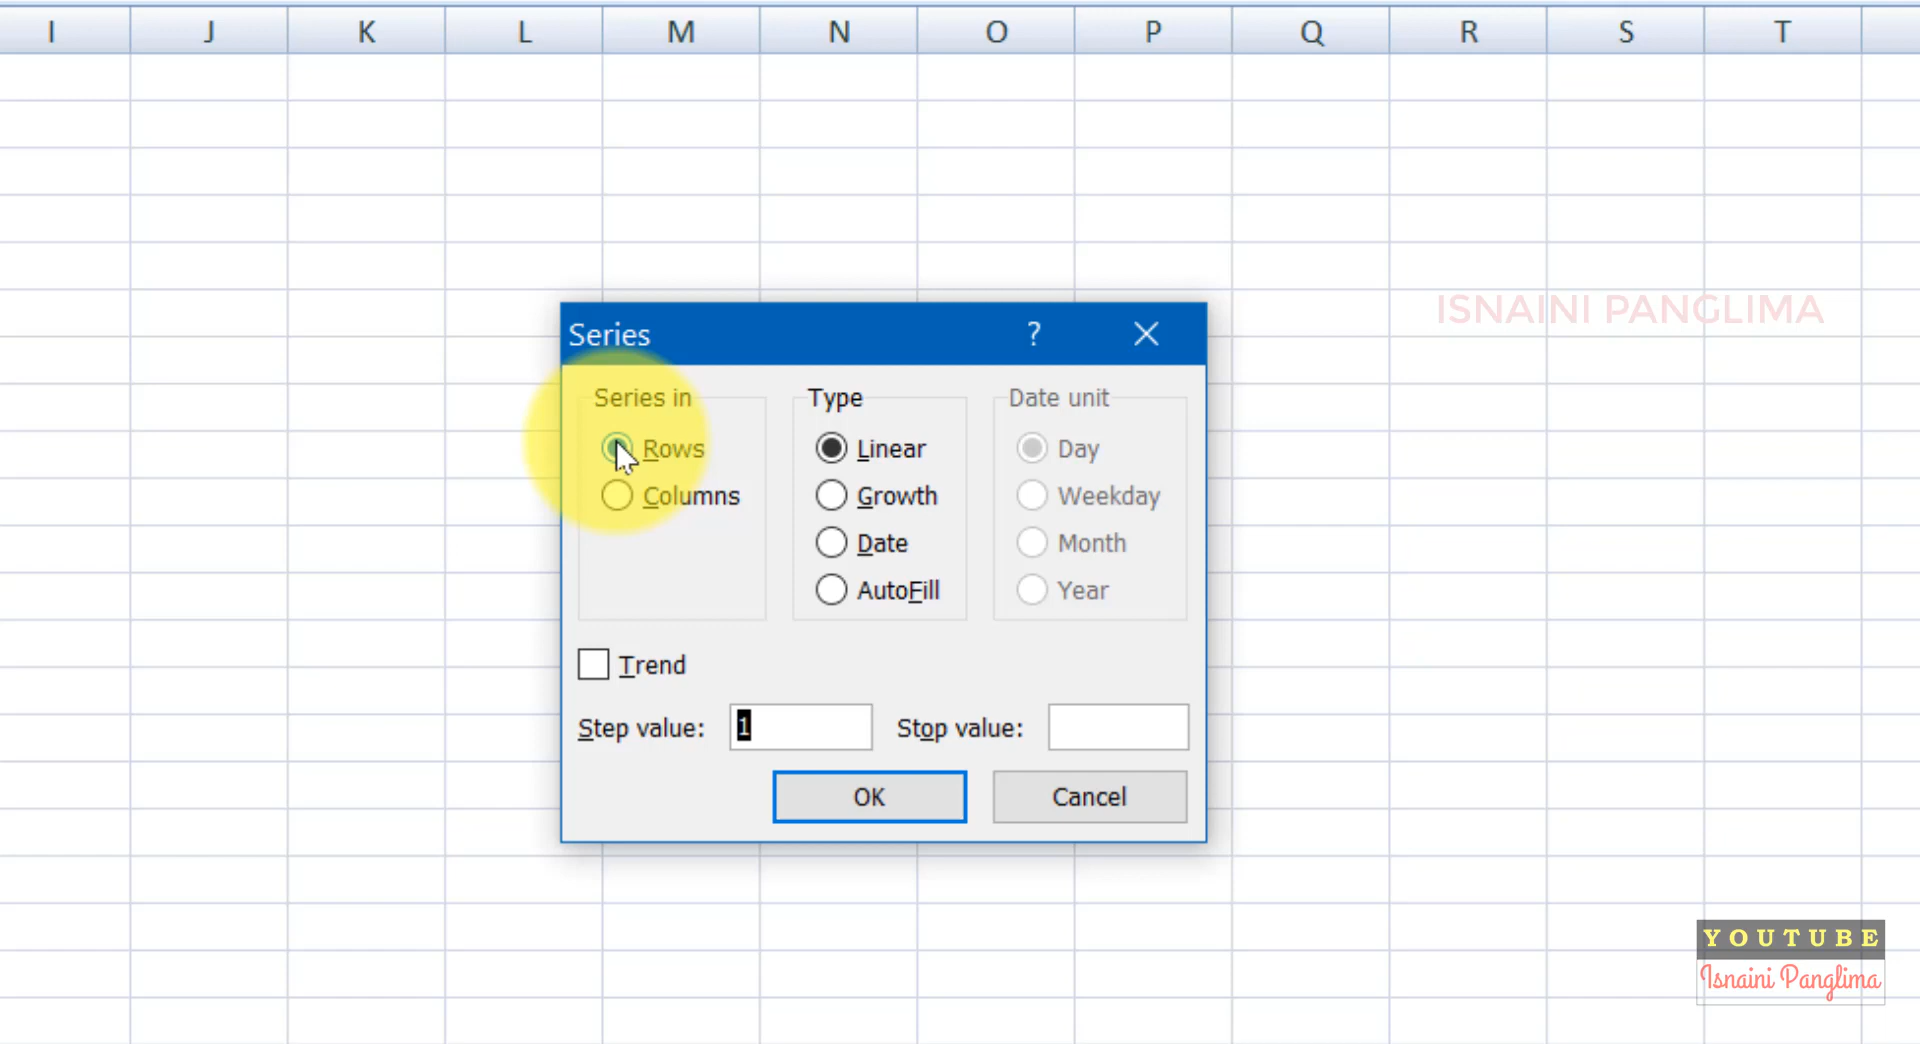 I J K L M N O P Q R S T
ISNAINI PANGLIMA
Series ?
Series in Type Date unit
Rows Linear Day
Columns Growth Weekday
Date Month
AutoFill Year
Trend
Step value: 1 Stop value:
OK Cancel
YOUTUBE
Isnaini Panglima